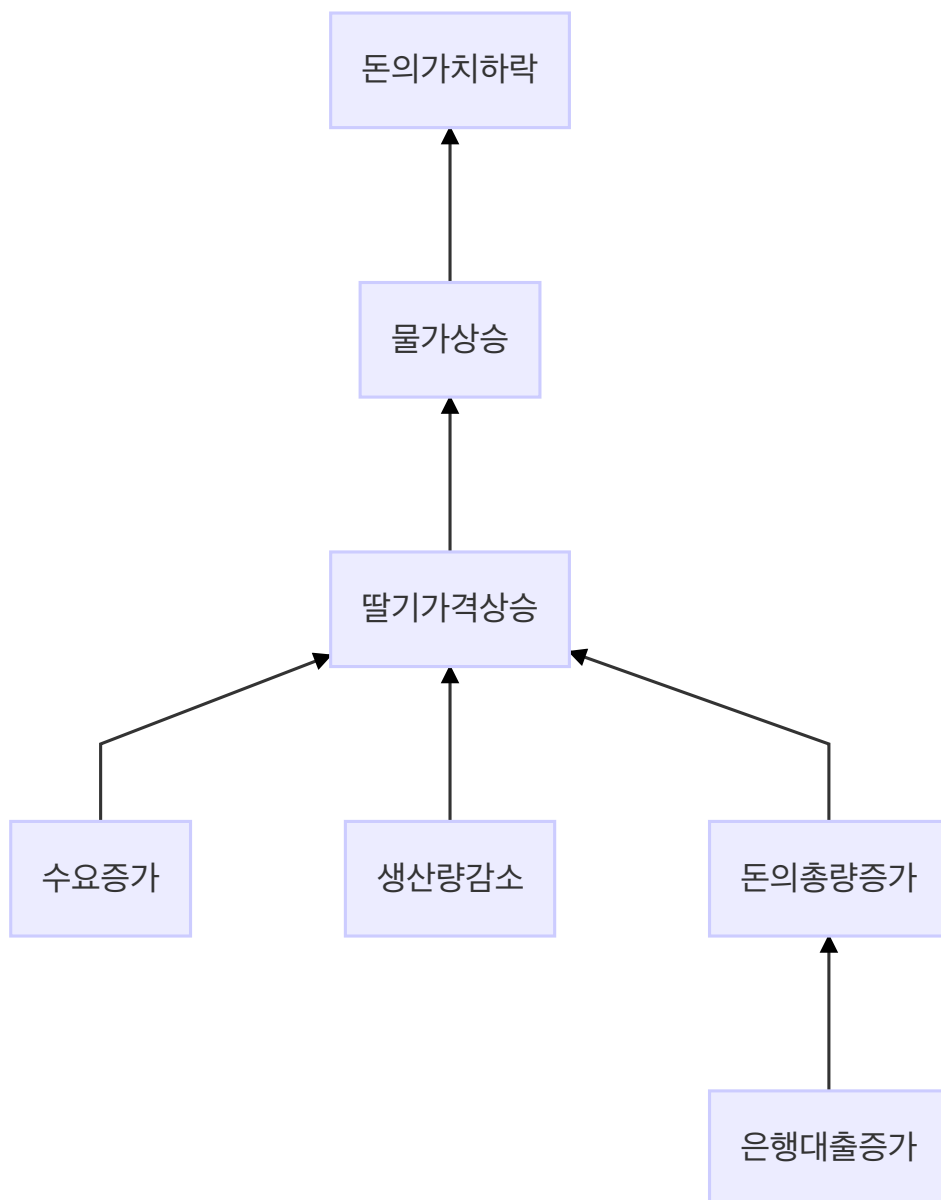 돈의가치하락
물가상승
딸기가격상승
수요증가
생산량감소
돈의총량증가
은행대출증가